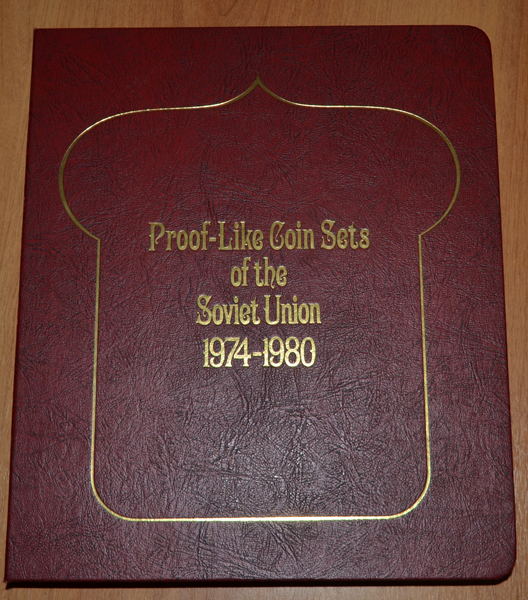 Proof-Like Coin Sets
of the
Soviet Union
1974-1980